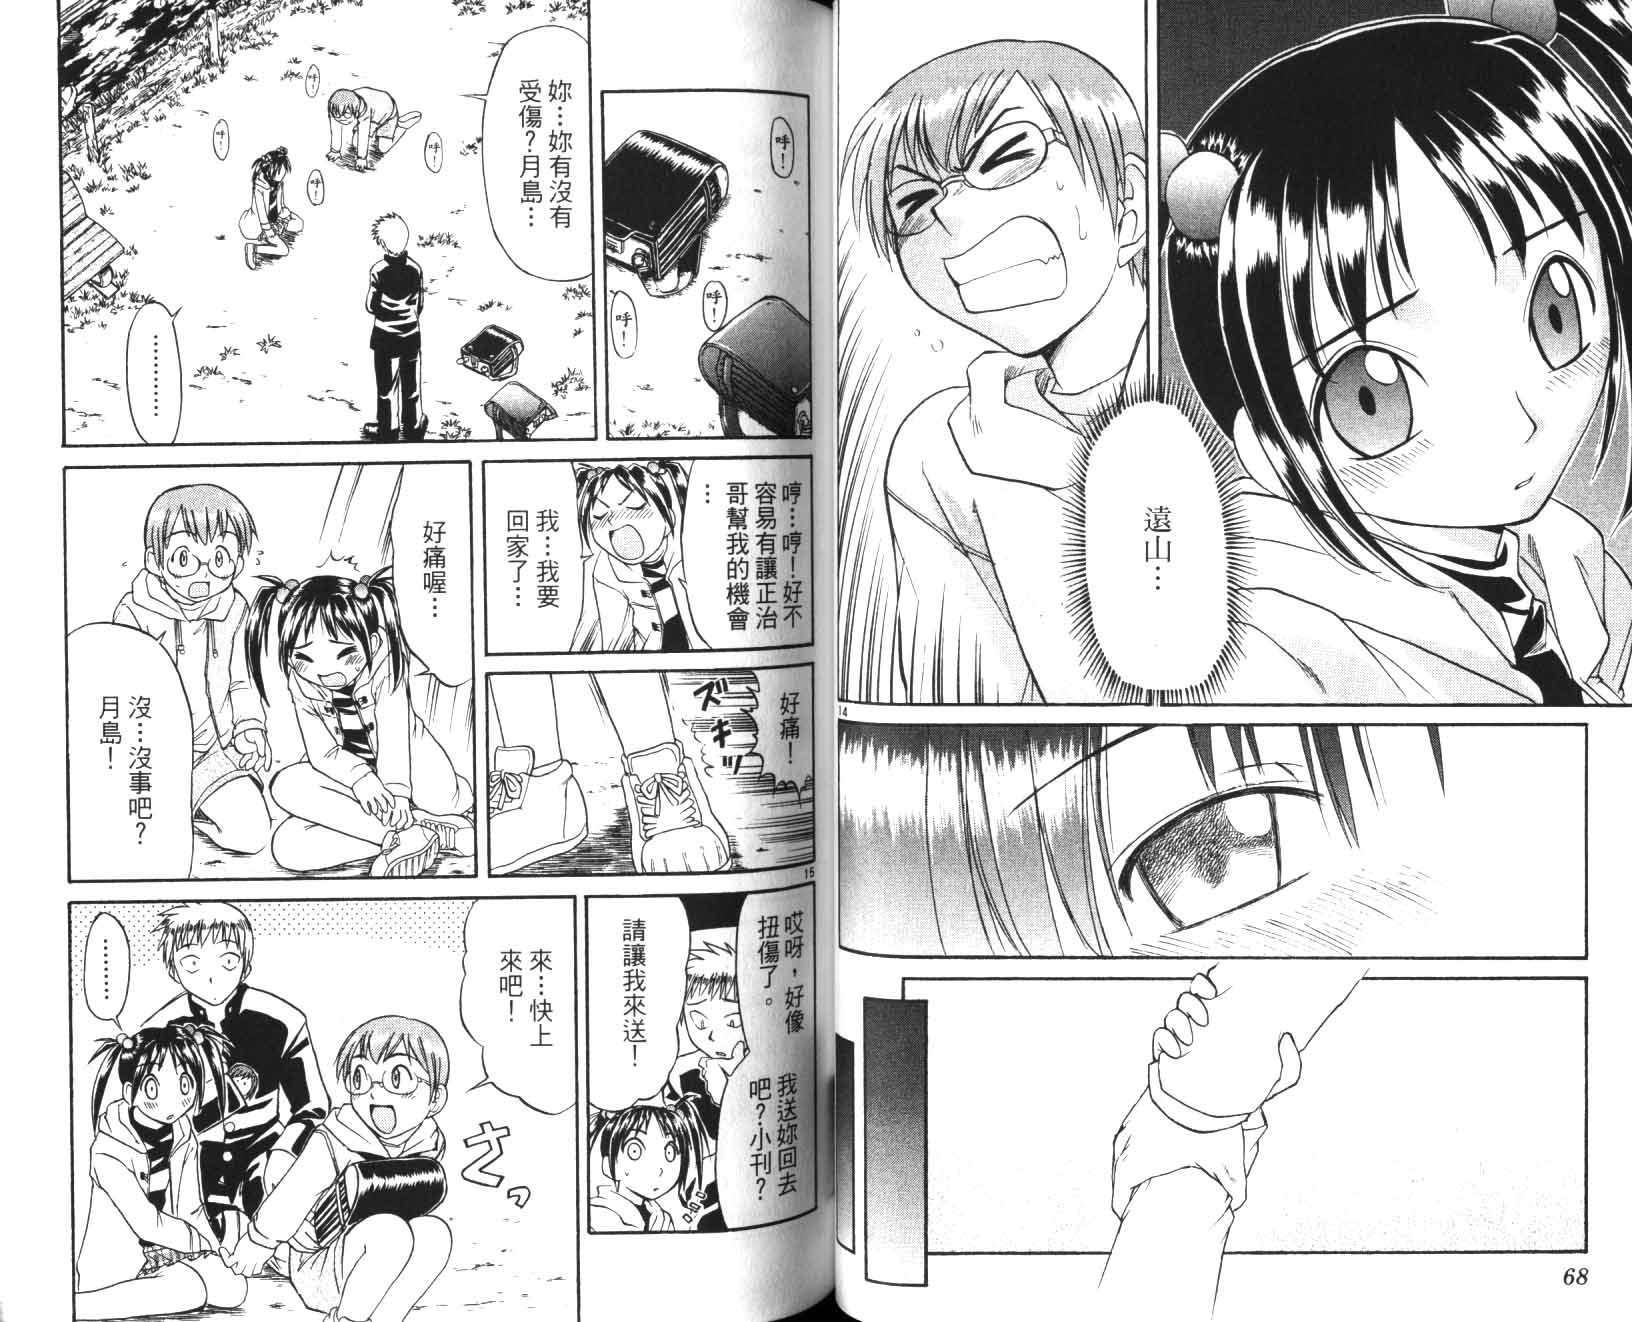 遠山…
14
68
呼！
呼！
呼！
妳…妳有沒有
受傷？月島…
呼！
呼！
呼！
呼！
…………
哼…哼！好不
容易有讓正治
哥幫我的機會
…
我…我要
回家了…
好痛！
ズキッ
好痛喔…
沒…沒事吧？
月島！
15
哎呀，好像
扭傷了。
我送妳回去
吧？小刊？
請讓我來送！
來…快上
來吧！
さっ
………